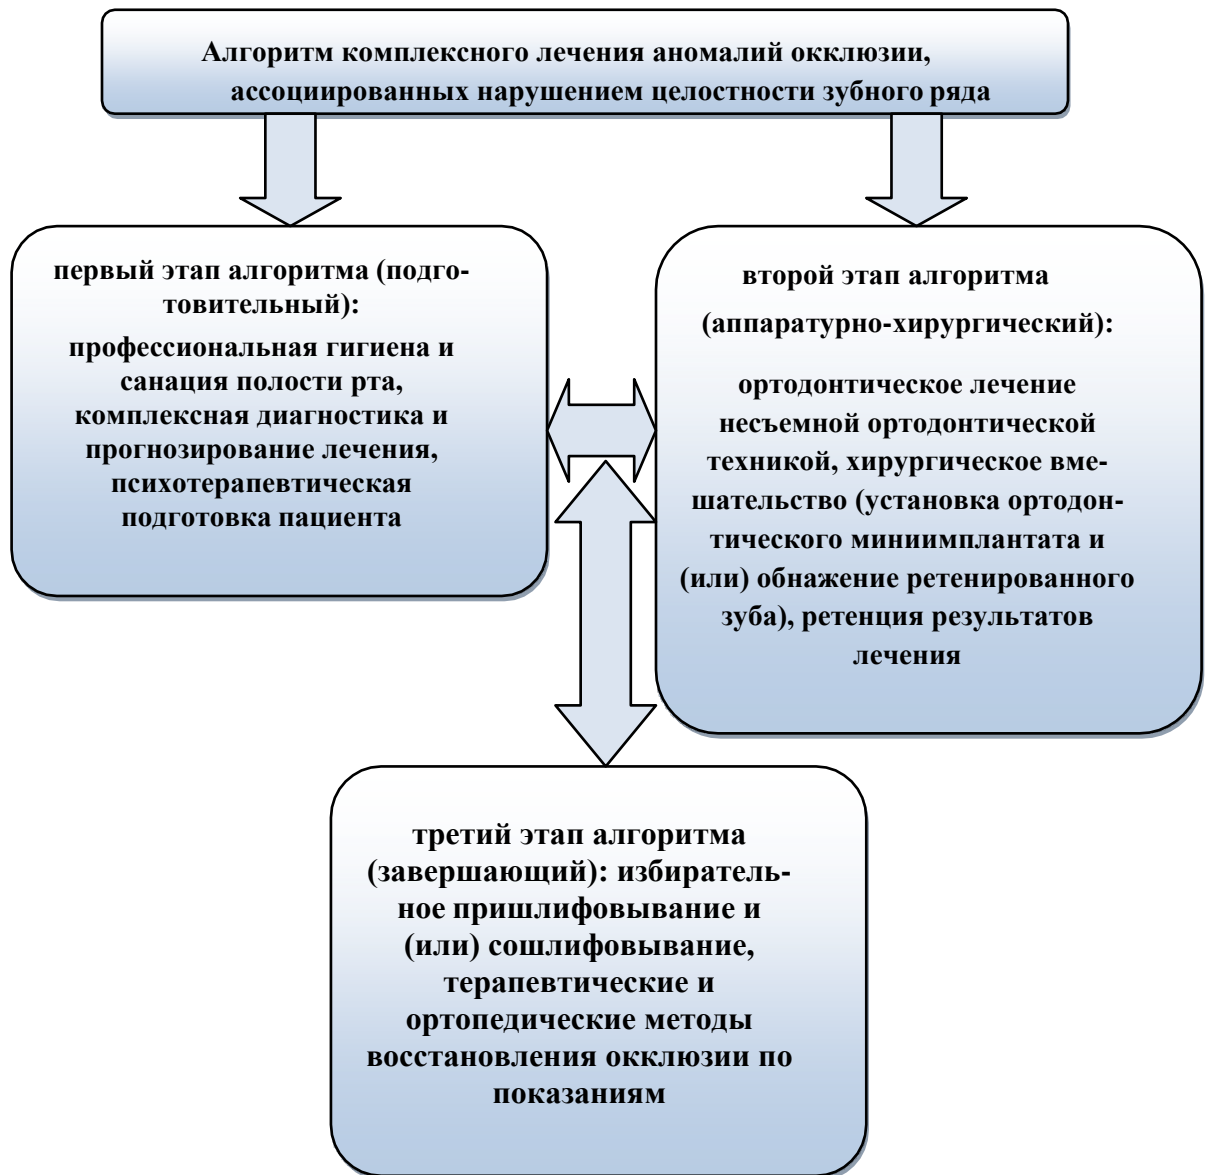 Алгоритм комплексного лечения аномалий окклюзии,
ассоциированных нарушением целостности зубного ряда
первый этап алгоритма (подго-
товительный):
профессиональная гигиена и
санация полости рта,
комплексная диагностика и
прогнозирование лечения,
психотерапевтическая
подготовка пациента
второй этап алгоритма
(аппаратурно-хирургический):
ортодонтическое лечение
несъемной ортодонтической
техникой, хирургическое вме-
шательство (установка ортодон-
тического миниимплантата и
(или) обнажение ретенированного
зуба), ретенция результатов
лечения
третий этап алгоритма
(завершающий): избиратель-
ное пришлифовывание и
(или) сошлифовывание,
терапевтические и
ортопедические методы
восстановления окклюзии по
показаниям